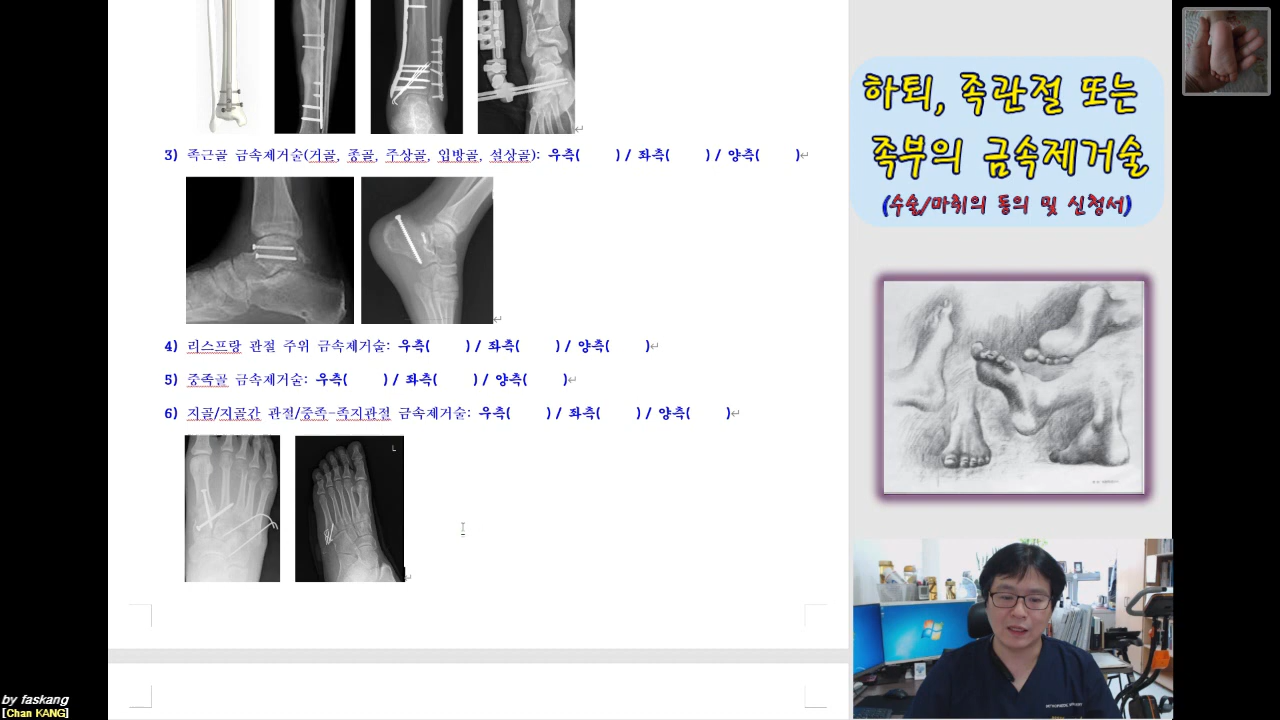 3) 족근골 금속제거술(거골, 종골, 주상골, 입방골, 설상골): 우측( ) / 좌측( ) / 양측( )
4) 리스프랑 관절 주위 금속제거술: 우측( ) / 좌측( ) / 양측( )
5) 중족골 금속제거술: 우측( ) / 좌측( ) / 양측( )
6) 지골/지골간 관절/중족-족지관절 금속제거술: 우측( ) / 좌측( ) / 양측( )
L
하퇴, 족관절 또는
족부의 금속제거술
(수술/마취의 동의 및 신청서)
by faskang
[Chan KANG]